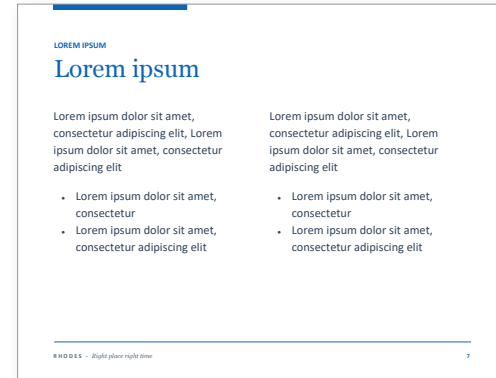 LOREM IPSUM
Lorem ipsum
Lorem ipsum dolor sit amet,
consectetur adipiscing elit, Lorem
ipsum dolor sit amet, consectetur
adipiscing elit
• Lorem ipsum dolor sit amet,
consectetur
• Lorem ipsum dolor sit amet,
consectetur adipiscing elit
Lorem ipsum dolor sit amet,
consectetur adipiscing elit, Lorem
ipsum dolor sit amet, consectetur
adipiscing elit
• Lorem ipsum dolor sit amet,
consectetur
• Lorem ipsum dolor sit amet,
consectetur adipiscing elit
RHODES – Right place right time
7